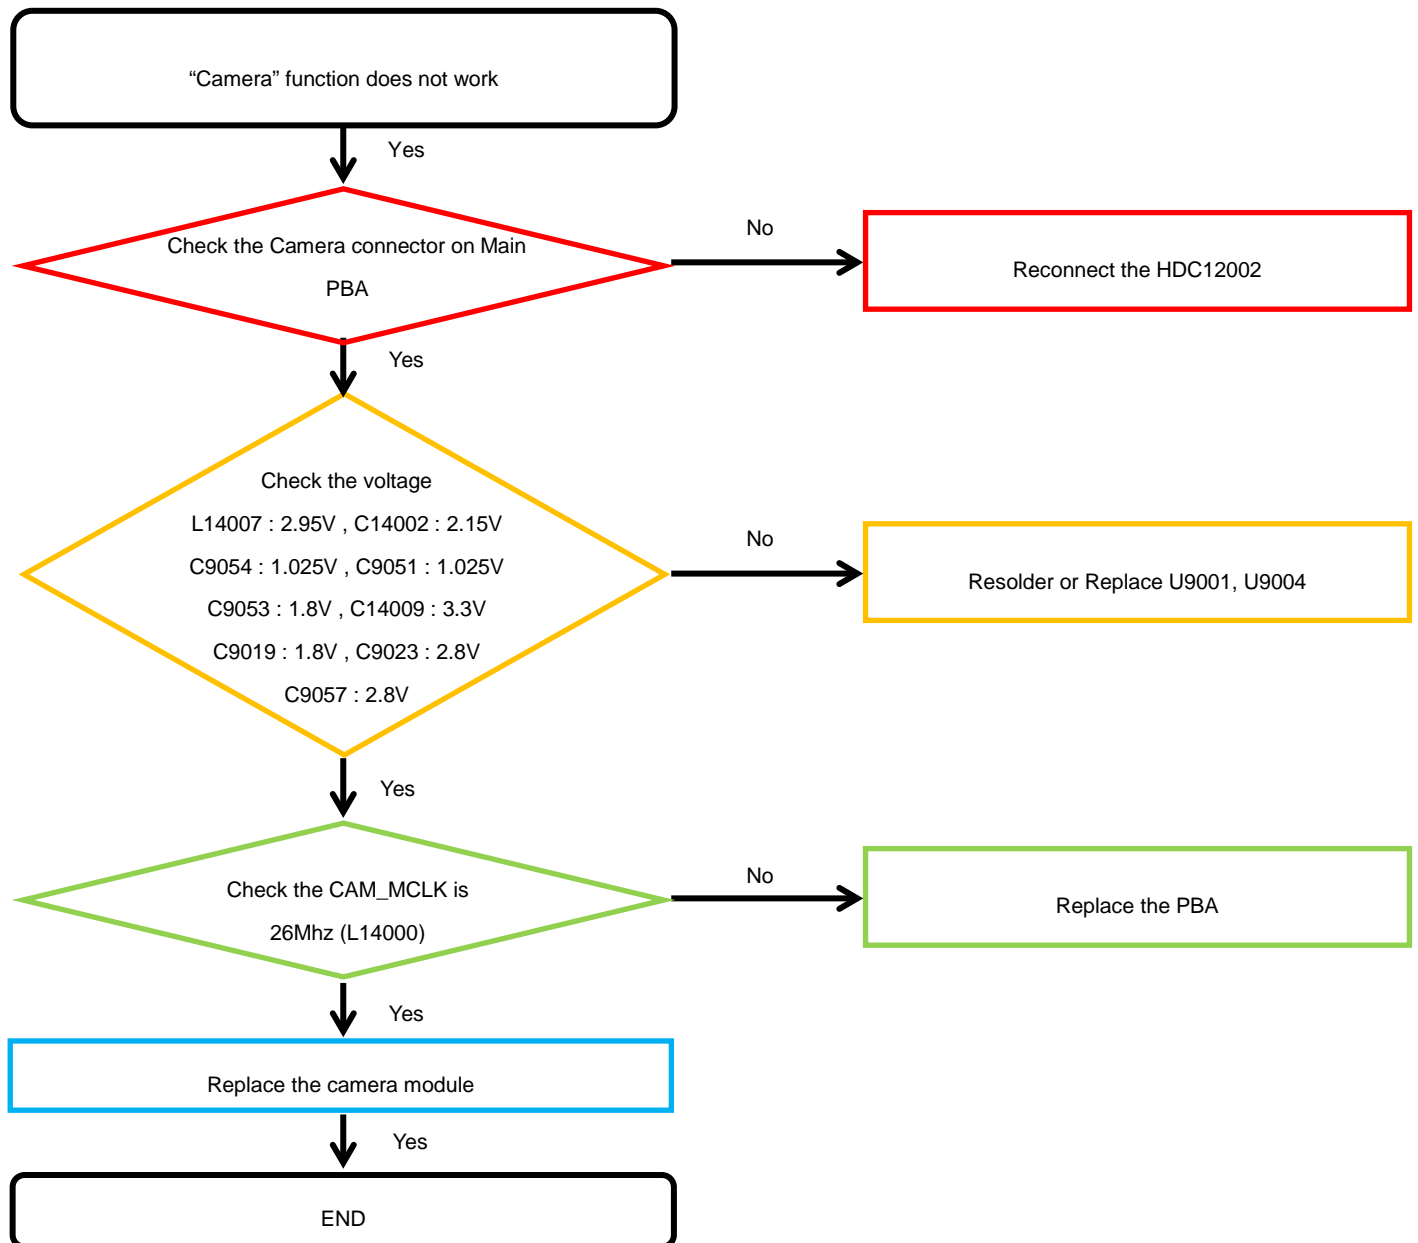 “Camera” function does not work
Yes
Check the Camera connector on Main
PBA
No
Reconnect the HDC12002
Yes
Check the voltage
L14007 : 2.95V , C14002 : 2.15V
C9054 : 1.025V , C9051 : 1.025V
C9053 : 1.8V , C14009 : 3.3V
C9019 : 1.8V , C9023 : 2.8V
C9057 : 2.8V
No
Resolder or Replace U9001, U9004
Yes
Check the CAM_MCLK is
26Mhz (L14000)
No
Replace the PBA
Yes
Replace the camera module
Yes
END